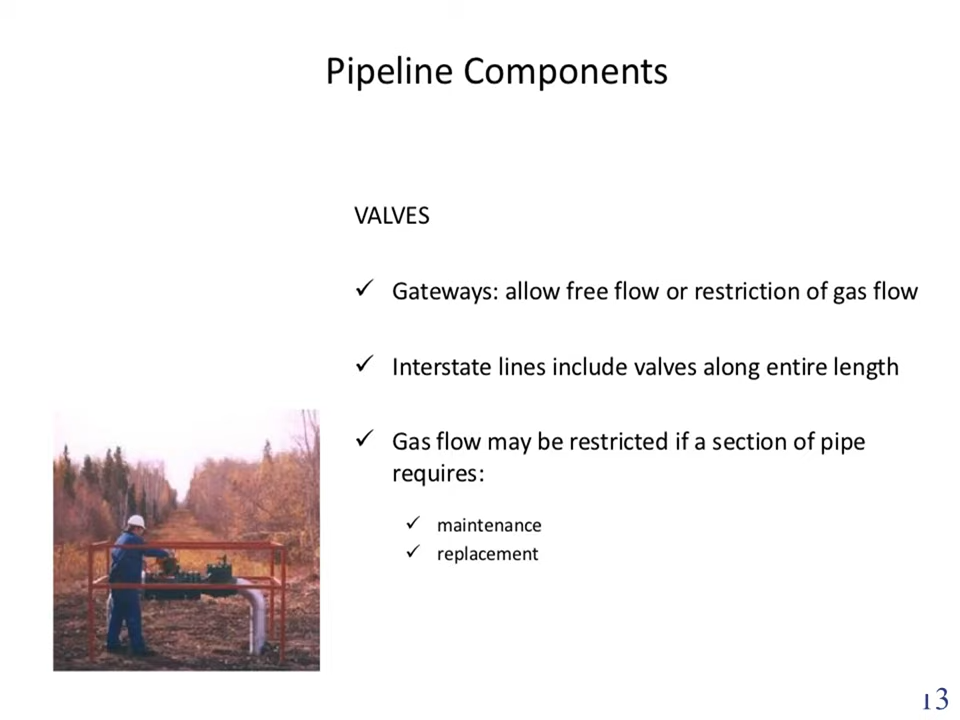 Pipeline Components
VALVES
✓ Gateways: allow free flow or restriction of gas flow
✓ Interstate lines include valves along entire length
✓ Gas flow may be restricted if a section of pipe
requires:
✓ maintenance
✓ replacement
13